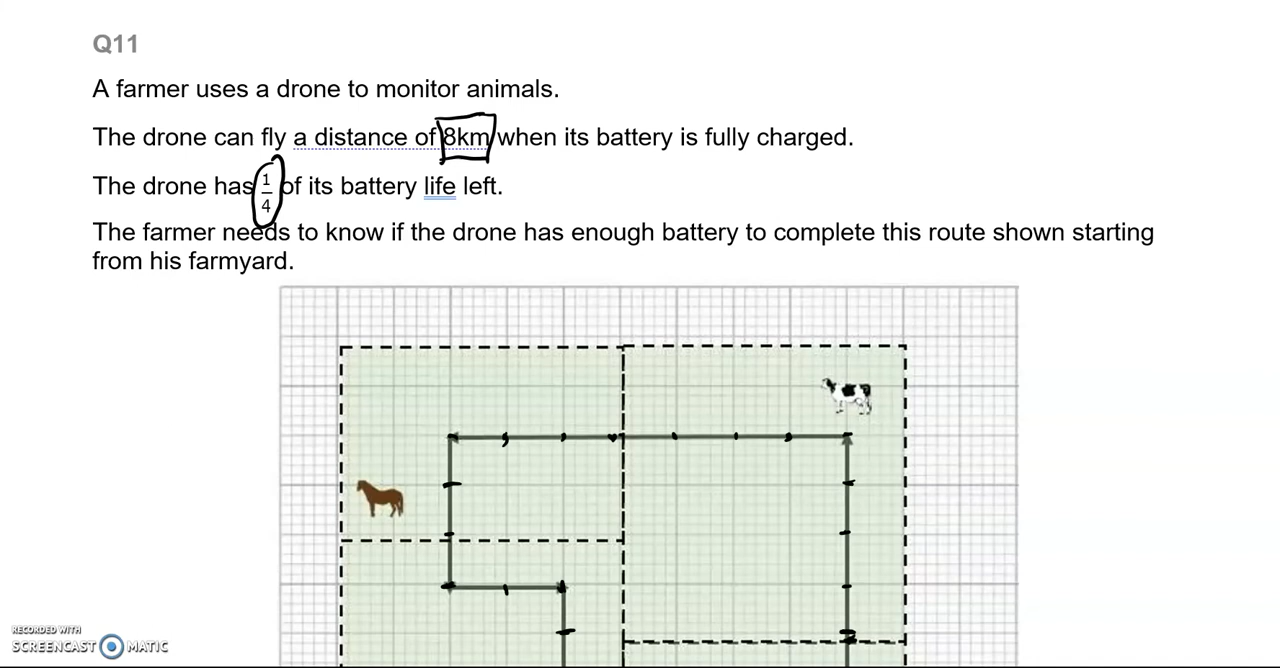 Q11
A farmer uses a drone to monitor animals.
The drone can fly a distance of 8km when its battery is fully charged.
The drone has 1/4 of its battery life left.
The farmer needs to know if the drone has enough battery to complete this route shown starting
from his farmyard.
RECORDED WITH
SCREENCAST MATIC